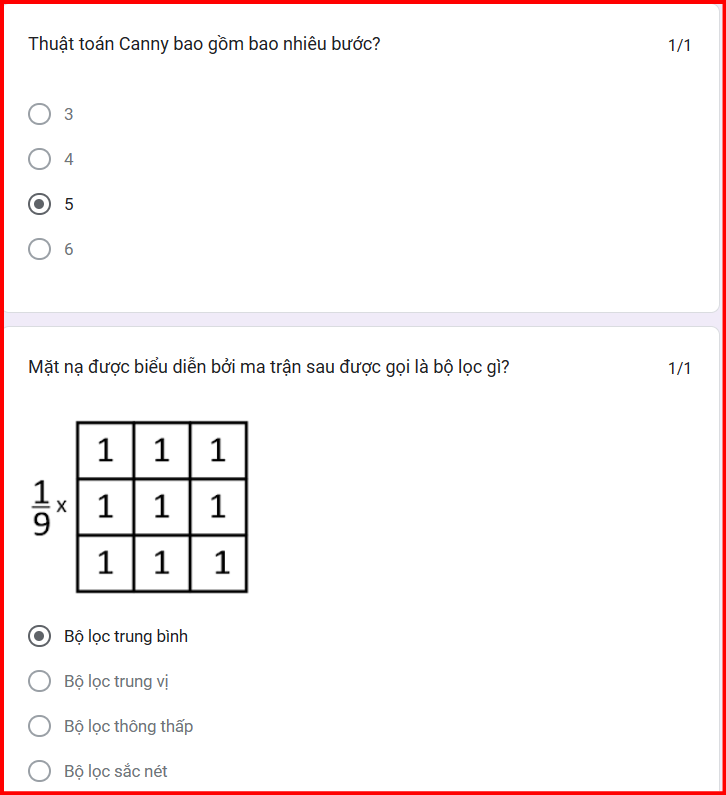 Thuật toán Canny bao gồm bao nhiêu bước? 1/1
3
4
5
6
Mặt nạ được biểu diễn bởi ma trận sau được gọi là bộ lọc gì? 1/1
1 1 1
1/9 x 1 1 1
1 1 1
Bộ lọc trung bình
Bộ lọc trung vị
Bộ lọc thông thấp
Bộ lọc sắc nét